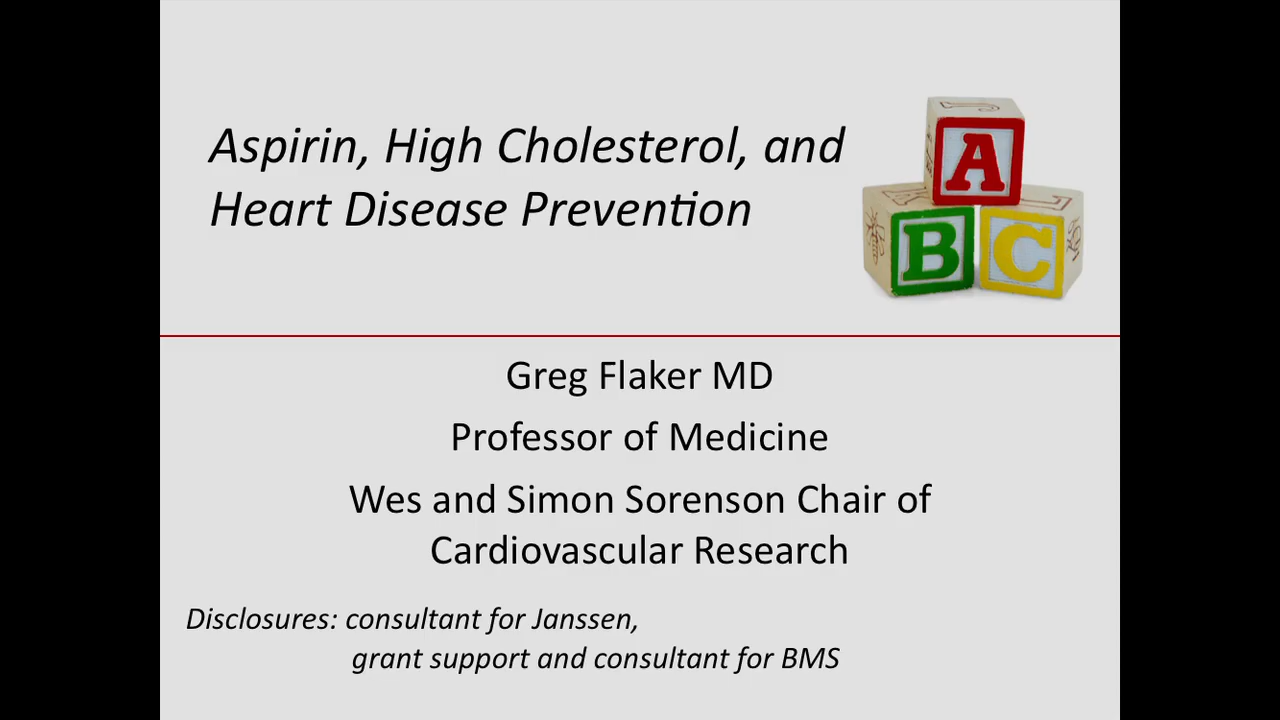 Aspirin, High Cholesterol, and
Heart Disease Prevention
A
B C
Greg Flaker MD
Professor of Medicine
Wes and Simon Sorenson Chair of
Cardiovascular Research
Disclosures: consultant for Janssen,
grant support and consultant for BMS